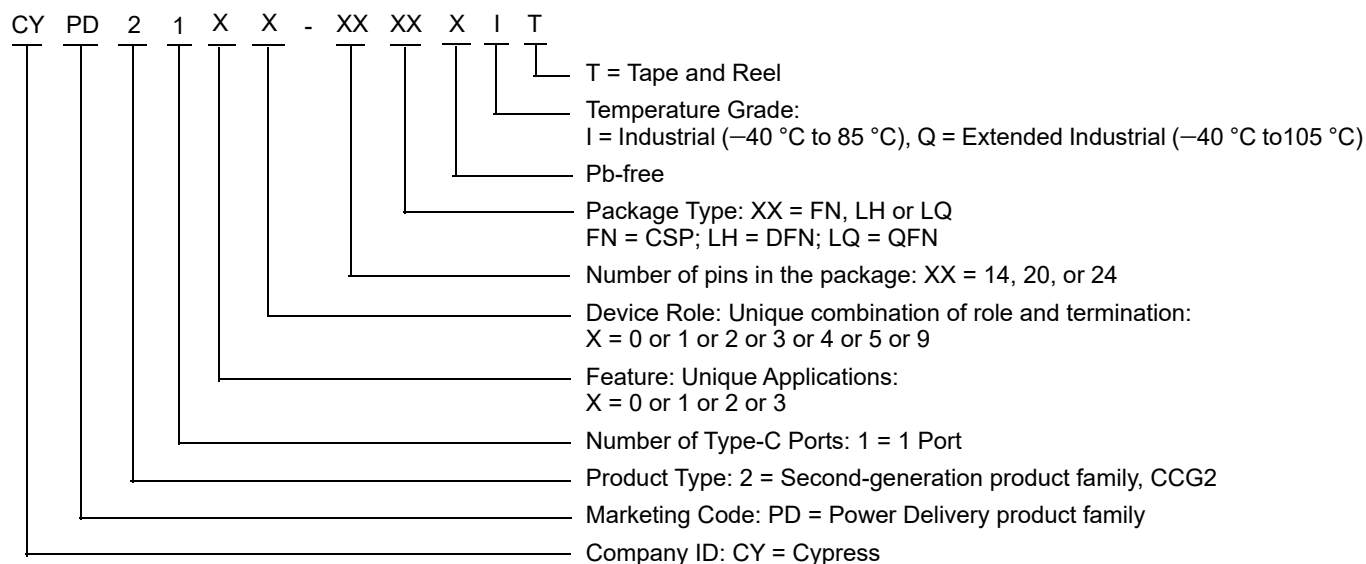 CY PD 2 1 X X - XX XX X I T
T = Tape and Reel
Temperature Grade:
I = Industrial (–40 °C to 85 °C), Q = Extended Industrial (–40 °C to105 °C)
Pb-free
Package Type: XX = FN, LH or LQ
FN = CSP; LH = DFN; LQ = QFN
Number of pins in the package: XX = 14, 20, or 24
Device Role: Unique combination of role and termination:
X = 0 or 1 or 2 or 3 or 4 or 5 or 9
Feature: Unique Applications:
X = 0 or 1 or 2 or 3
Number of Type-C Ports: 1 = 1 Port
Product Type: 2 = Second-generation product family, CCG2
Marketing Code: PD = Power Delivery product family
Company ID: CY = Cypress